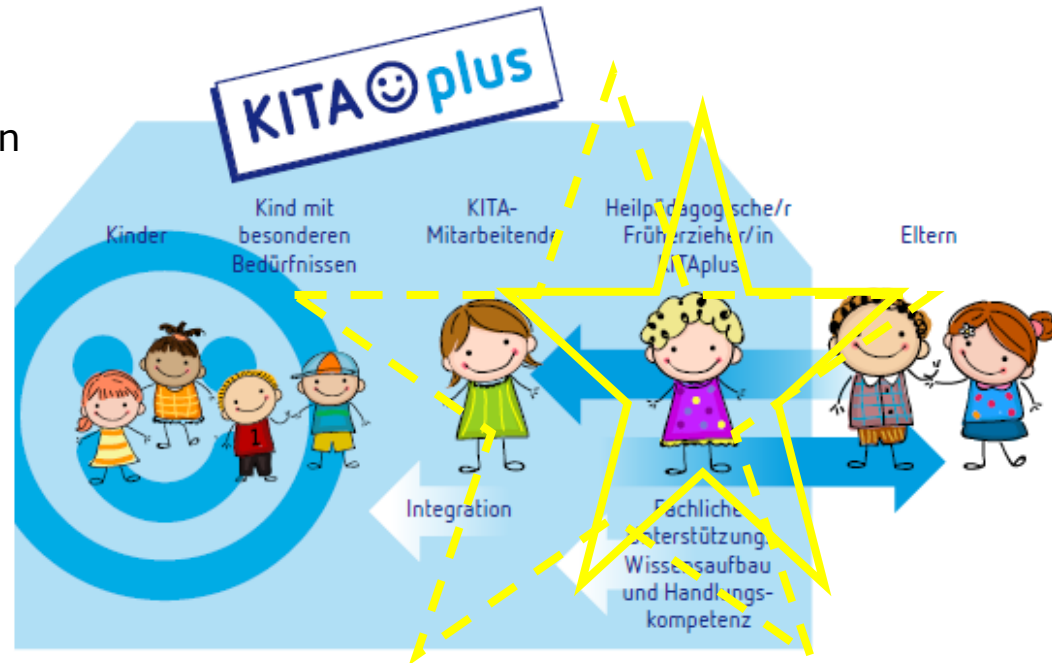 KITA plus
n
Kinder
Kind mit
besonderen
Bedürfnissen
KITA-
Mitarbeitende
Heilpädagogische/r
Früherzieher/in
KITAplus
Eltern
1
Integration
Fachliche
Unterstützung,
Wissensaufbau
und Handlungs-
kompetenz